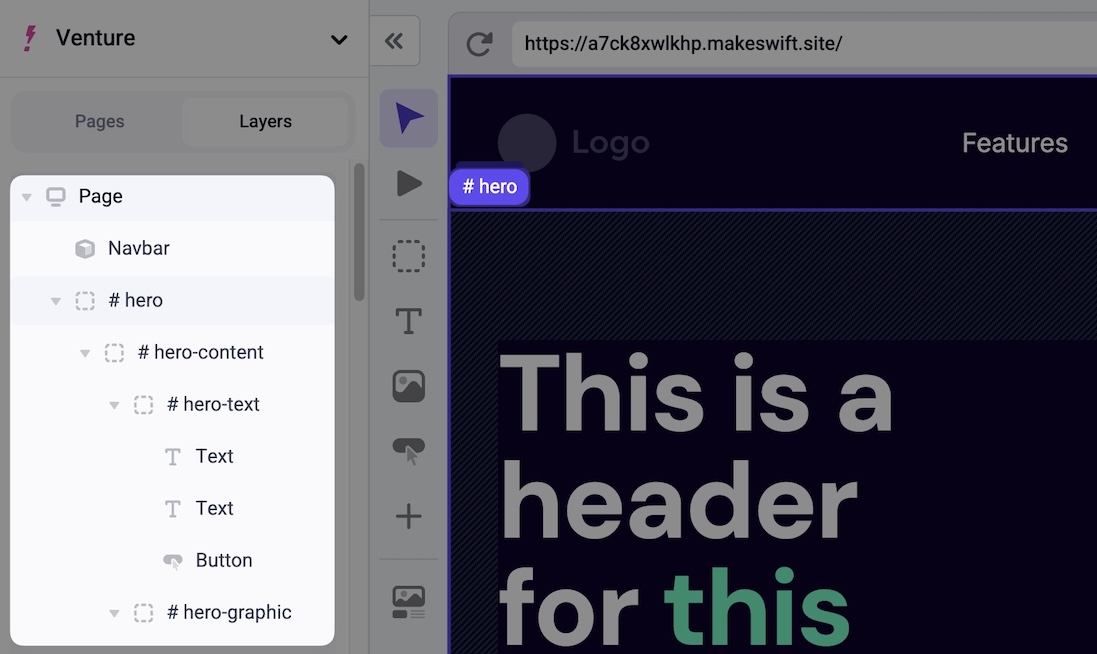 Venture
https://a7ck8xwlkhp.makeswift.site/
Pages
Layers
Page
Navbar
# hero
# hero-content
# hero-text
Text
Text
Button
# hero-graphic
Logo
Features
# hero
This is a
header
for this